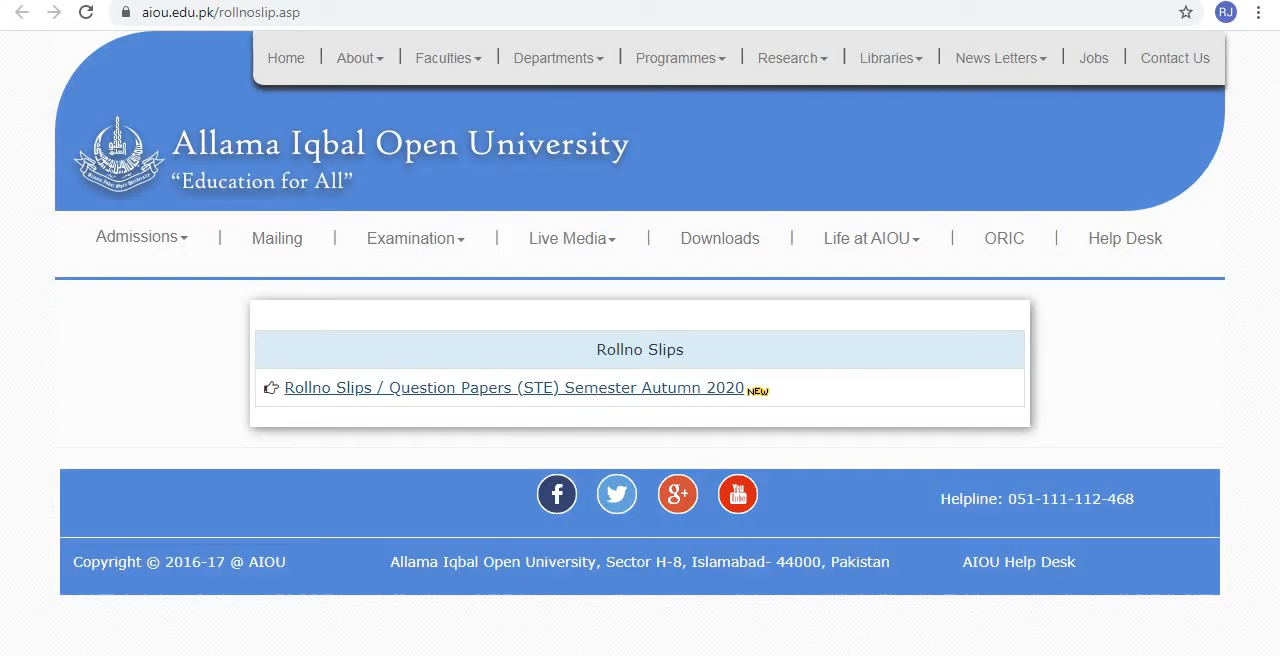 aiou.edu.pk/rollnoslip.asp
RJ
Home | About | Faculties | Departments | Programmes | Research | Libraries | News Letters | Jobs | Contact Us
Allama Iqbal Open University
“Education for All”
Admissions | Mailing | Examination | Live Media | Downloads | Life at AIOU | ORIC | Help Desk
Rollno Slips
Rollno Slips / Question Papers (STE) Semester Autumn 2020 NEW
f g+ You Tube
Helpline: 051-111-112-468
Copyright © 2016-17 @ AIOU Allama Iqbal Open University, Sector H-8, Islamabad- 44000, Pakistan AIOU Help Desk